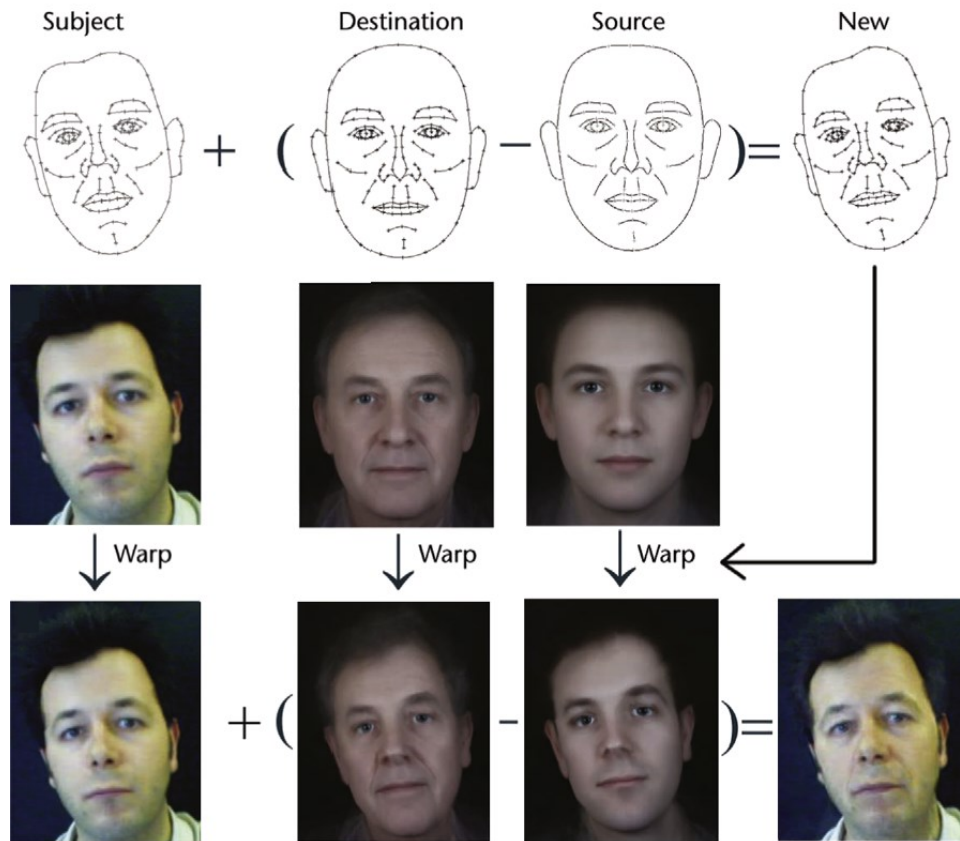 Subject Destination Source New
+ ( − ) =
Warp Warp Warp
+ ( - ) =